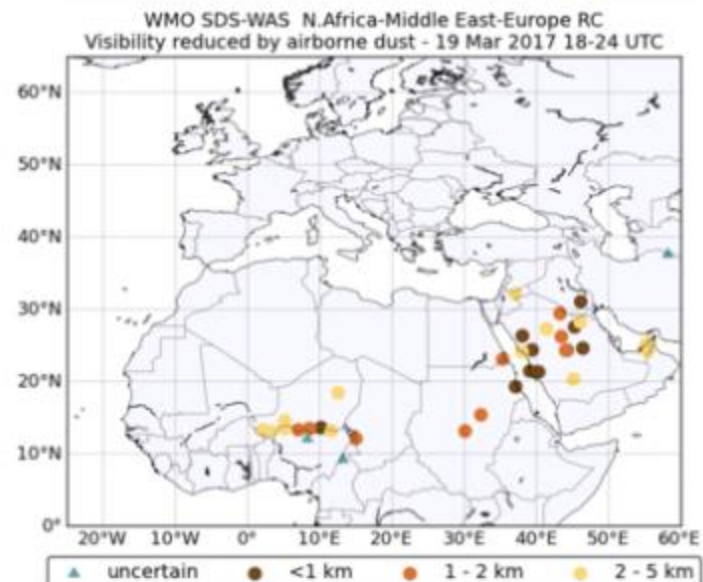 WMO SDS-WAS N.Africa-Middle East-Europe RC
Visibility reduced by airborne dust - 19 Mar 2017 18-24 UTC
60°N
50°N
40°N
30°N
20°N
10°N
0°
20°W 10°W 0° 10°E 20°E 30°E 40°E 50°E 60°E
uncertain <1 km 1 - 2 km 2 - 5 km